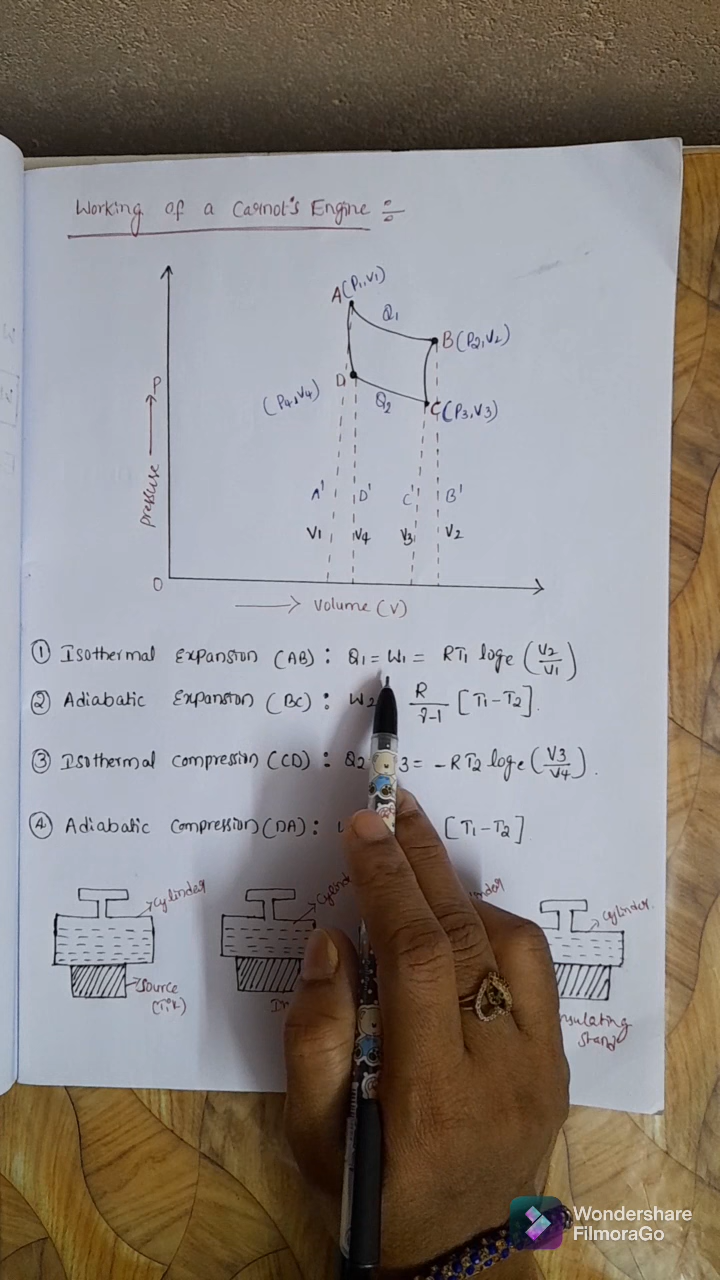 Working of a Carnot's Engine ÷
A(P1,V1)
Q1
B(P2,V2)
D
(P4,V4)
Q2
C(P3,V3)
Pressure → P
A' D' C' B'
V1 V4 V3 V2
O
→ Volume (V)
① Isothermal Expansion (AB) : Q1 = W1 = RT1 loge (V2/V1)
② Adiabatic Expansion (BC) : W2 R/γ-1 [T1-T2].
③ Isothermal Compression (CD) : Q2 3 = -RT2 loge (V3/V4).
④ Adiabatic Compression (DA) : [T1-T2]
Cylinder
Cylinder.
Source
(T1°K)
stand
Wondershare
FilmoraGo